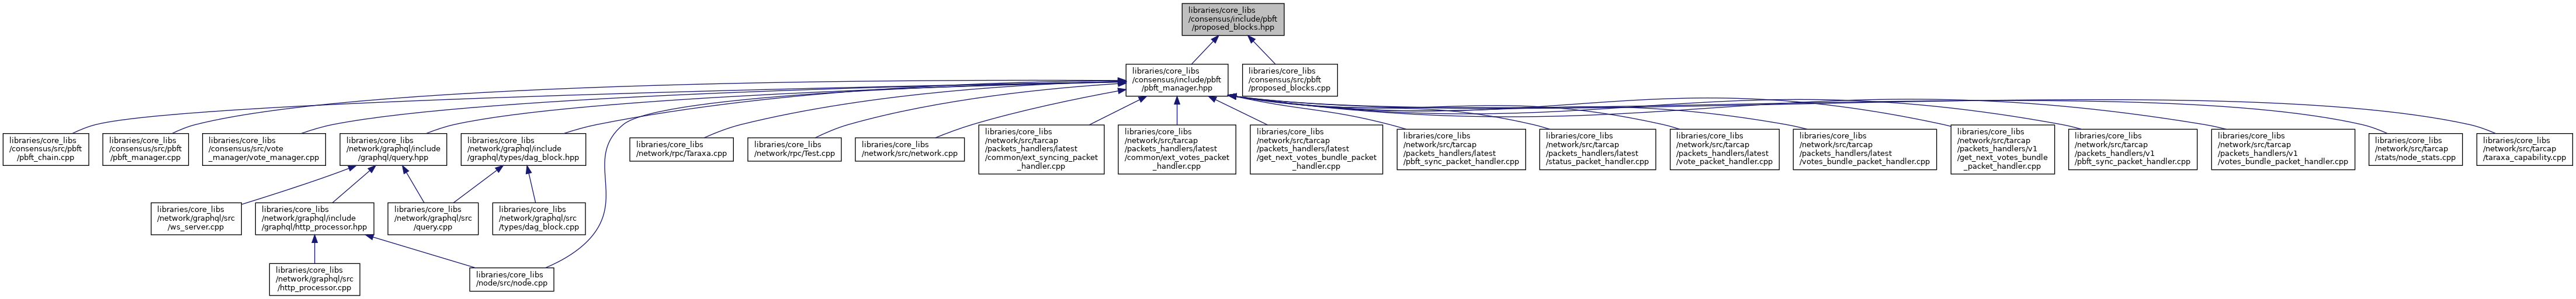 libraries/core_libs
/consensus/include/pbft
/proposed_blocks.hpp
libraries/core_libs
/consensus/include/pbft
/pbft_manager.hpp
libraries/core_libs
/consensus/src/pbft
/proposed_blocks.cpp
libraries/core_libs
/consensus/src/pbft
/pbft_chain.cpp
libraries/core_libs
/consensus/src/pbft
/pbft_manager.cpp
libraries/core_libs
/consensus/src/vote
_manager/vote_manager.cpp
libraries/core_libs
/network/graphql/include
/graphql/query.hpp
libraries/core_libs
/network/graphql/include
/graphql/types/dag_block.hpp
libraries/core_libs
/network/rpc/Taraxa.cpp
libraries/core_libs
/network/rpc/Test.cpp
libraries/core_libs
/network/src/network.cpp
libraries/core_libs
/network/src/tarcap
/packets_handlers/latest
/common/ext_syncing_packet
_handler.cpp
libraries/core_libs
/network/src/tarcap
/packets_handlers/latest
/common/ext_votes_packet
_handler.cpp
libraries/core_libs
/network/src/tarcap
/packets_handlers/latest
/get_next_votes_bundle_packet
_handler.cpp
libraries/core_libs
/network/src/tarcap
/packets_handlers/latest
/pbft_sync_packet_handler.cpp
libraries/core_libs
/network/src/tarcap
/packets_handlers/latest
/status_packet_handler.cpp
libraries/core_libs
/network/src/tarcap
/packets_handlers/latest
/vote_packet_handler.cpp
libraries/core_libs
/network/src/tarcap
/packets_handlers/latest
/votes_bundle_packet_handler.cpp
libraries/core_libs
/network/src/tarcap
/packets_handlers/v1
/get_next_votes_bundle
_packet_handler.cpp
libraries/core_libs
/network/src/tarcap
/packets_handlers/v1
/pbft_sync_packet_handler.cpp
libraries/core_libs
/network/src/tarcap
/packets_handlers/v1
/votes_bundle_packet_handler.cpp
libraries/core_libs
/network/src/tarcap
/stats/node_stats.cpp
libraries/core_libs
/network/src/tarcap
/taraxa_capability.cpp
libraries/core_libs
/network/graphql/src
/ws_server.cpp
libraries/core_libs
/network/graphql/include
/graphql/http_processor.hpp
libraries/core_libs
/network/graphql/src
/query.cpp
libraries/core_libs
/network/graphql/src
/types/dag_block.cpp
libraries/core_libs
/network/graphql/src
/http_processor.cpp
libraries/core_libs
/node/src/node.cpp